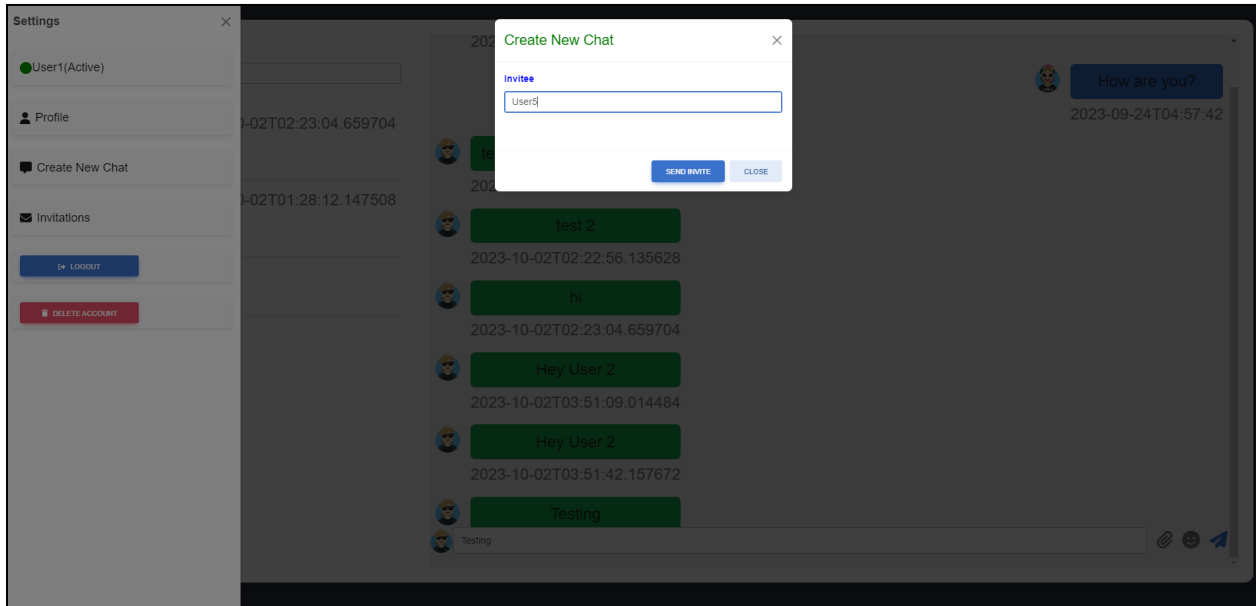 Settings
User1(Active)
Profile
Create New Chat
Invitations
LOGOUT
DELETE ACCOUNT
-02T02:23:04.659704
-02T01:28:12.147508
Create New Chat
Invitee
User5
SEND INVITE
CLOSE
202
How are you?
2023-09-24T04:57:42
te
202
test 2
2023-10-02T02:22:56.135628
hi
2023-10-02T02:23:04.659704
Hey User 2
2023-10-02T03:51:09.014484
Hey User 2
2023-10-02T03:51:42.157672
Testing
Testing